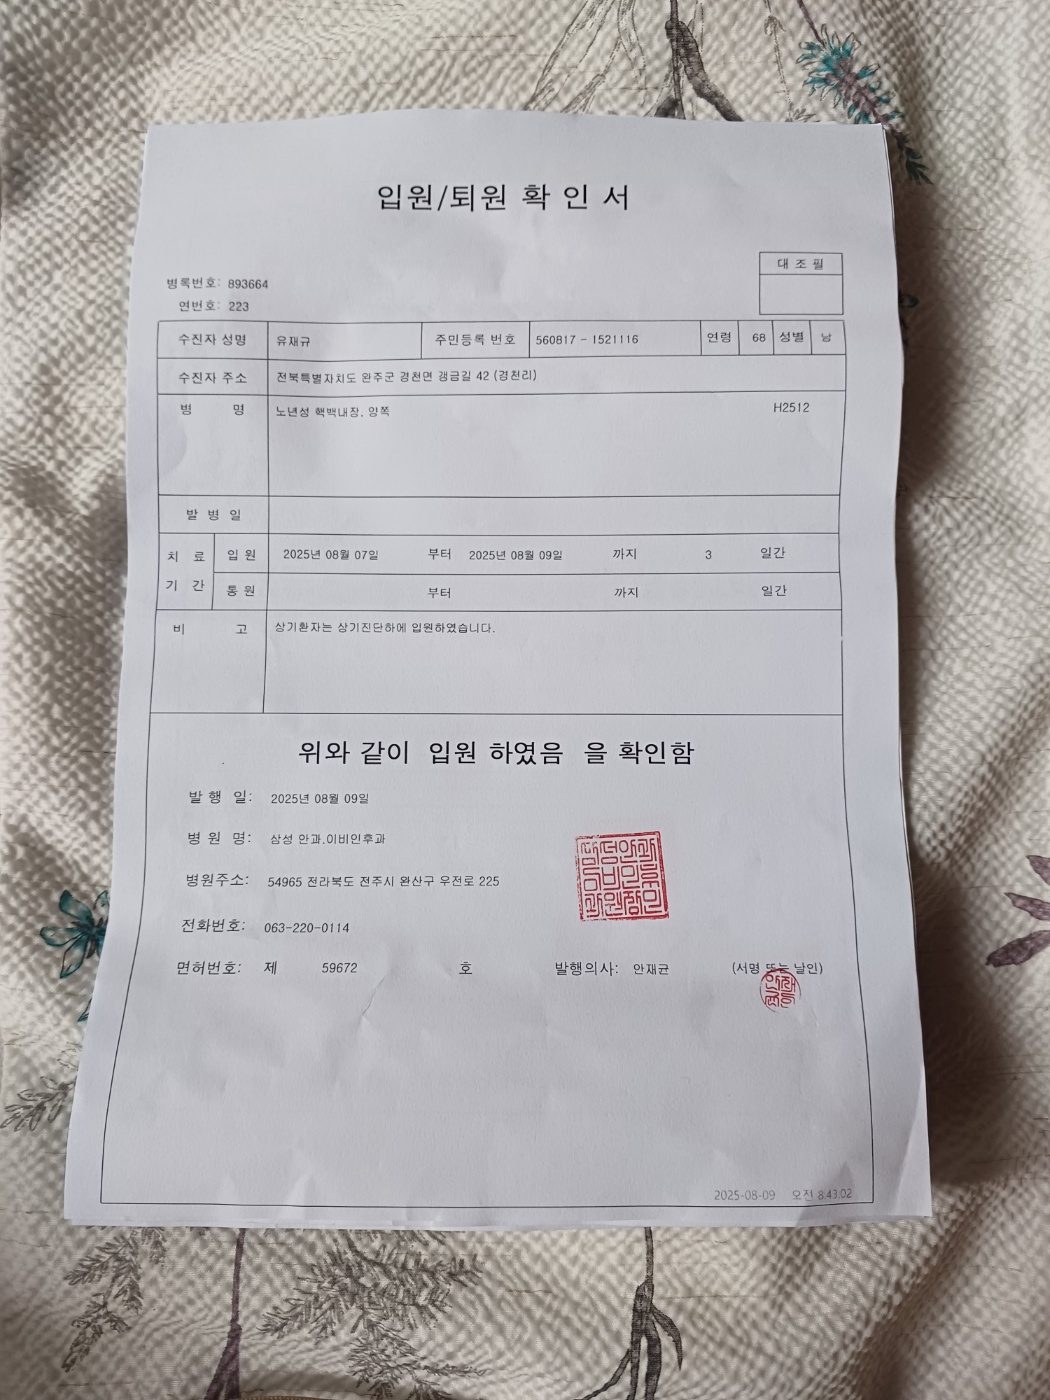 입원/퇴원 확 인 서
대 조 필
병록번호: 893664
연번호: 223
수진자 성명 유재규 주민등록 번호 560817 - 1521116 연령 68 성별 남
수진자 주소 전북특별자치도 완주군 경천면 갱금길 42 (경천리)
병 명 노년성 핵백내장, 양쪽 H2512
발 병 일
치 료 기 간
입 원 2025년 08월 07일 부터 2025년 08월 09일 까지 3 일간
통 원 부터 까지 일간
비 고 상기환자는 상기진단하에 입원하였습니다.
위와 같이 입원 하였음 을 확인함
발 행 일: 2025년 08월 09일
병 원 명: 삼성 안과,이비인후과
병원주소: 54965 전라북도 전주시 완산구 우전로 225
전화번호: 063-220-0114
면허번호: 제 59672 호 발행의사: 안재균 (서명 또는 날인)
2025-08-09 오전 8:43:02